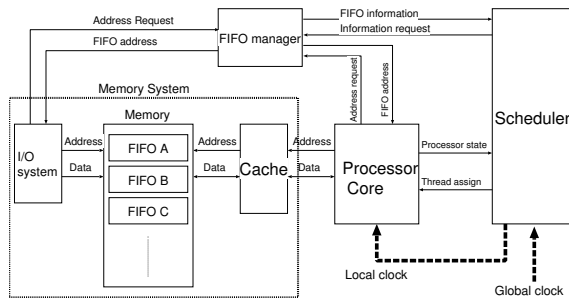 Address Request
FIFO address
FIFO manager
FIFO information
Information request
Address request
FIFO address
Scheduler
Memory System
Memory
I/O
system
Address
Data
FIFO A
FIFO B
FIFO C
Address
Data
Cache
Address
Data
Processor
Core
Processor state
Thread assign
Local clock
Global clock